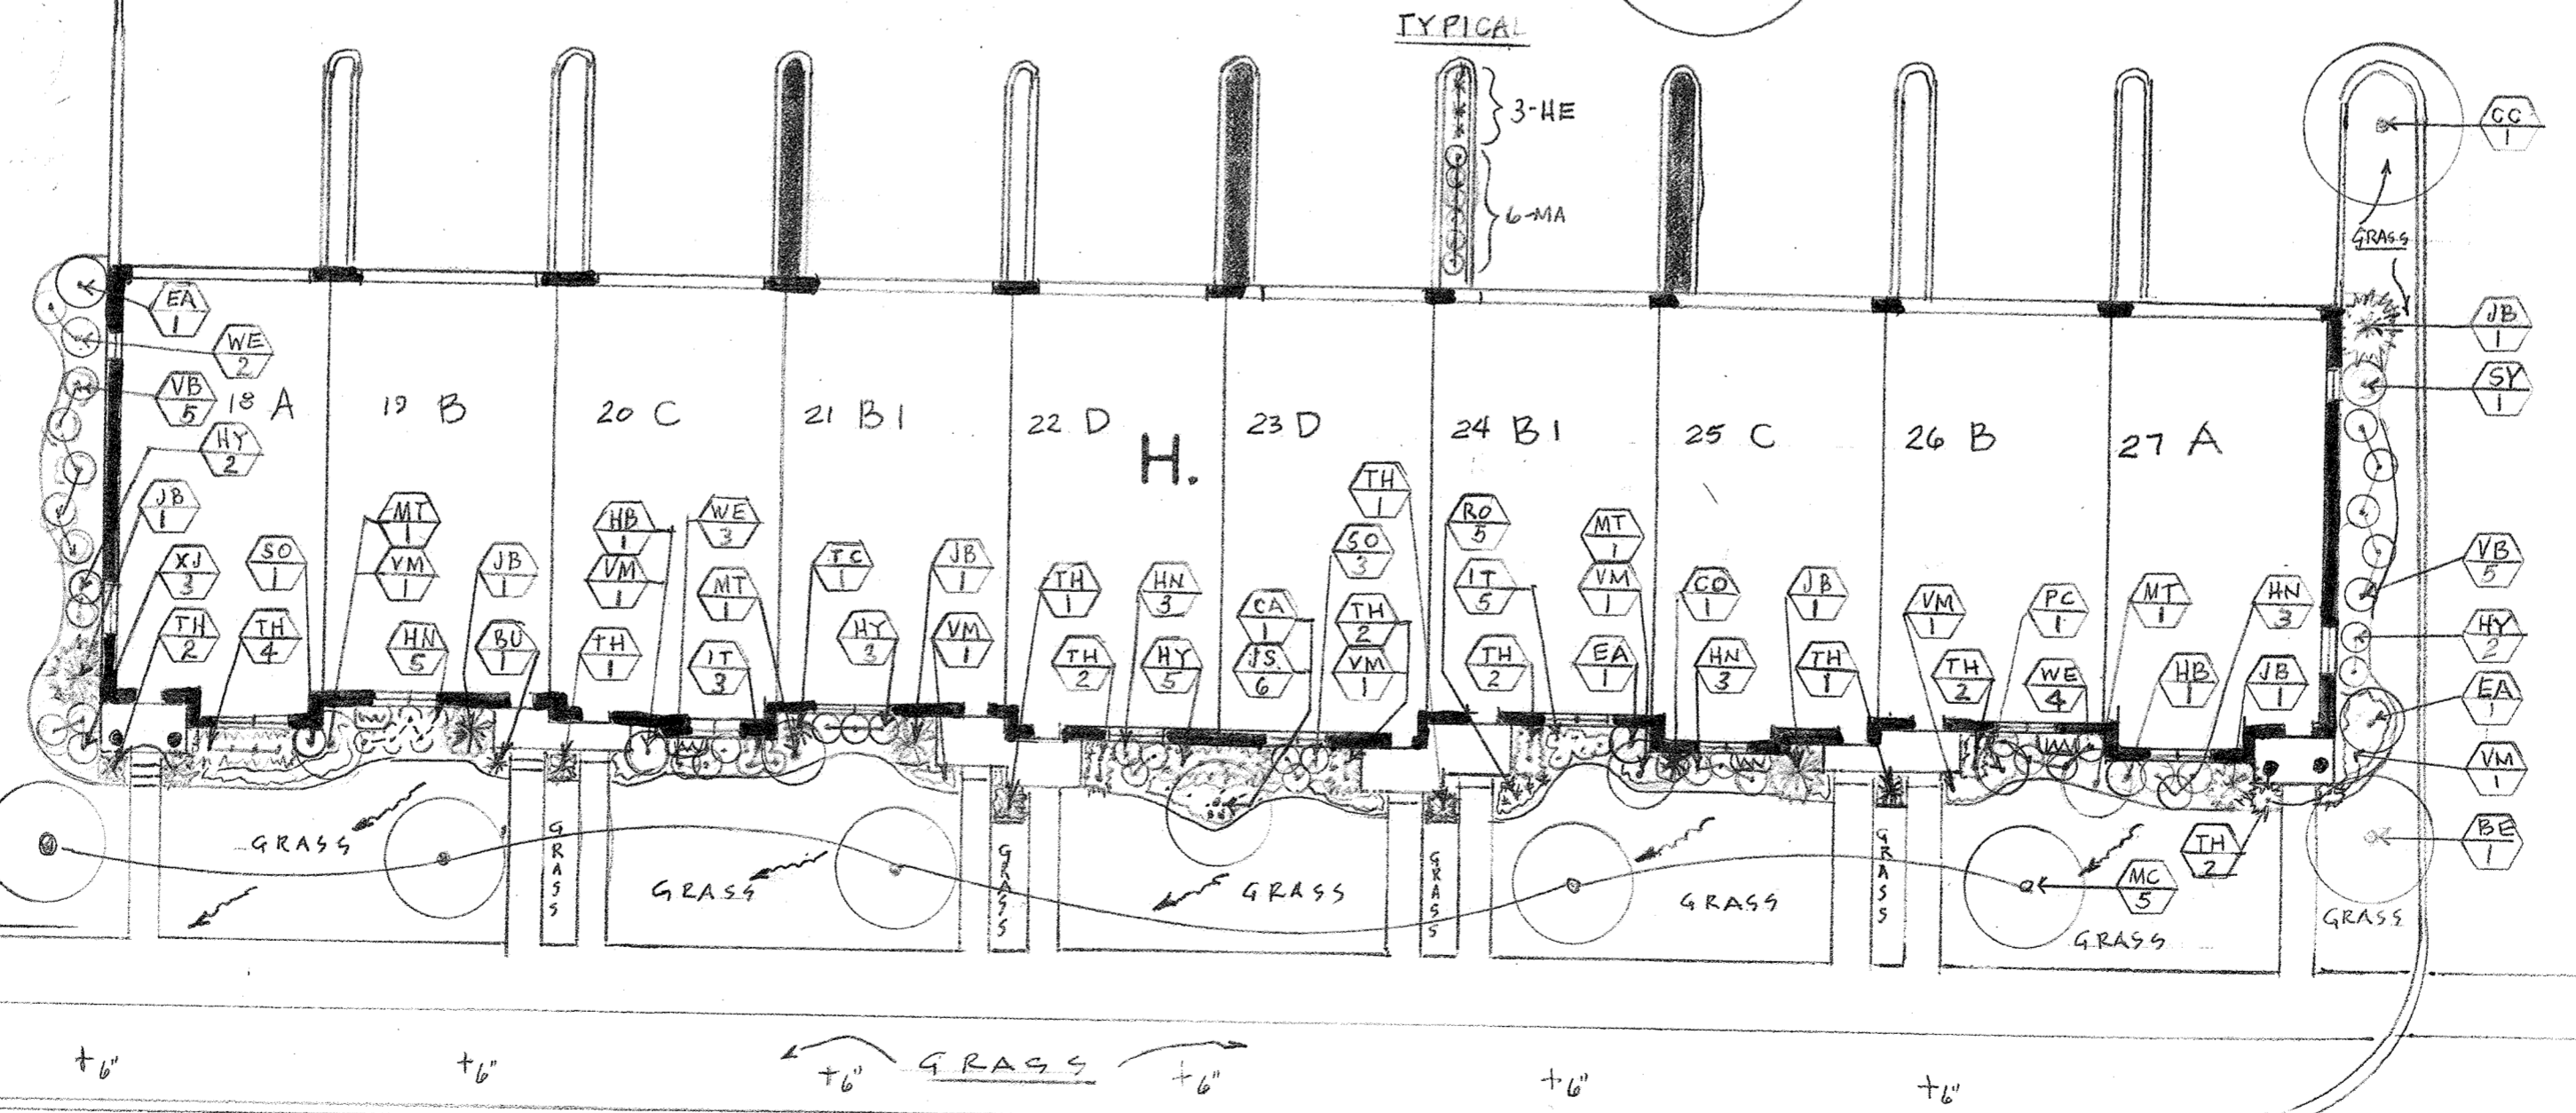 TYPICAL
3-HE
6-MA
CC
1
GRASS
EA
1
WE
2
VB
5
HY
2
JB
1
XJ
3
TH
2
SO
1
TH
4
18 A
19 B
20 C
21 B1
22 D
H.
23 D
24 B1
25 C
26 B
27 A
MT
1
VM
1
HN
5
JB
1
BU
1
HB
1
VM
1
TH
1
WE
3
MT
1
IT
3
TC
1
HY
3
JB
1
VM
1
TH
1
TH
2
HN
3
HY
5
CA
1
JS
6
TH
1
SO
3
TH
2
VM
1
RO
5
IT
5
TH
2
MT
1
VM
1
EA
1
CO
1
HN
3
JB
1
TH
1
VM
1
TH
2
PC
1
WE
4
MT
1
HB
1
HN
3
JB
1
JB
1
SY
1
VB
5
HY
2
EA
1
VM
1
BE
1
TH
2
MC
5
GRASS
GRASS
GRASS
GRASS
GRASS
GRASS
GRASS
GRASS
GRASS
GRASS
+6"
+6"
+6"
GRASS
+6"
+6"
+6"